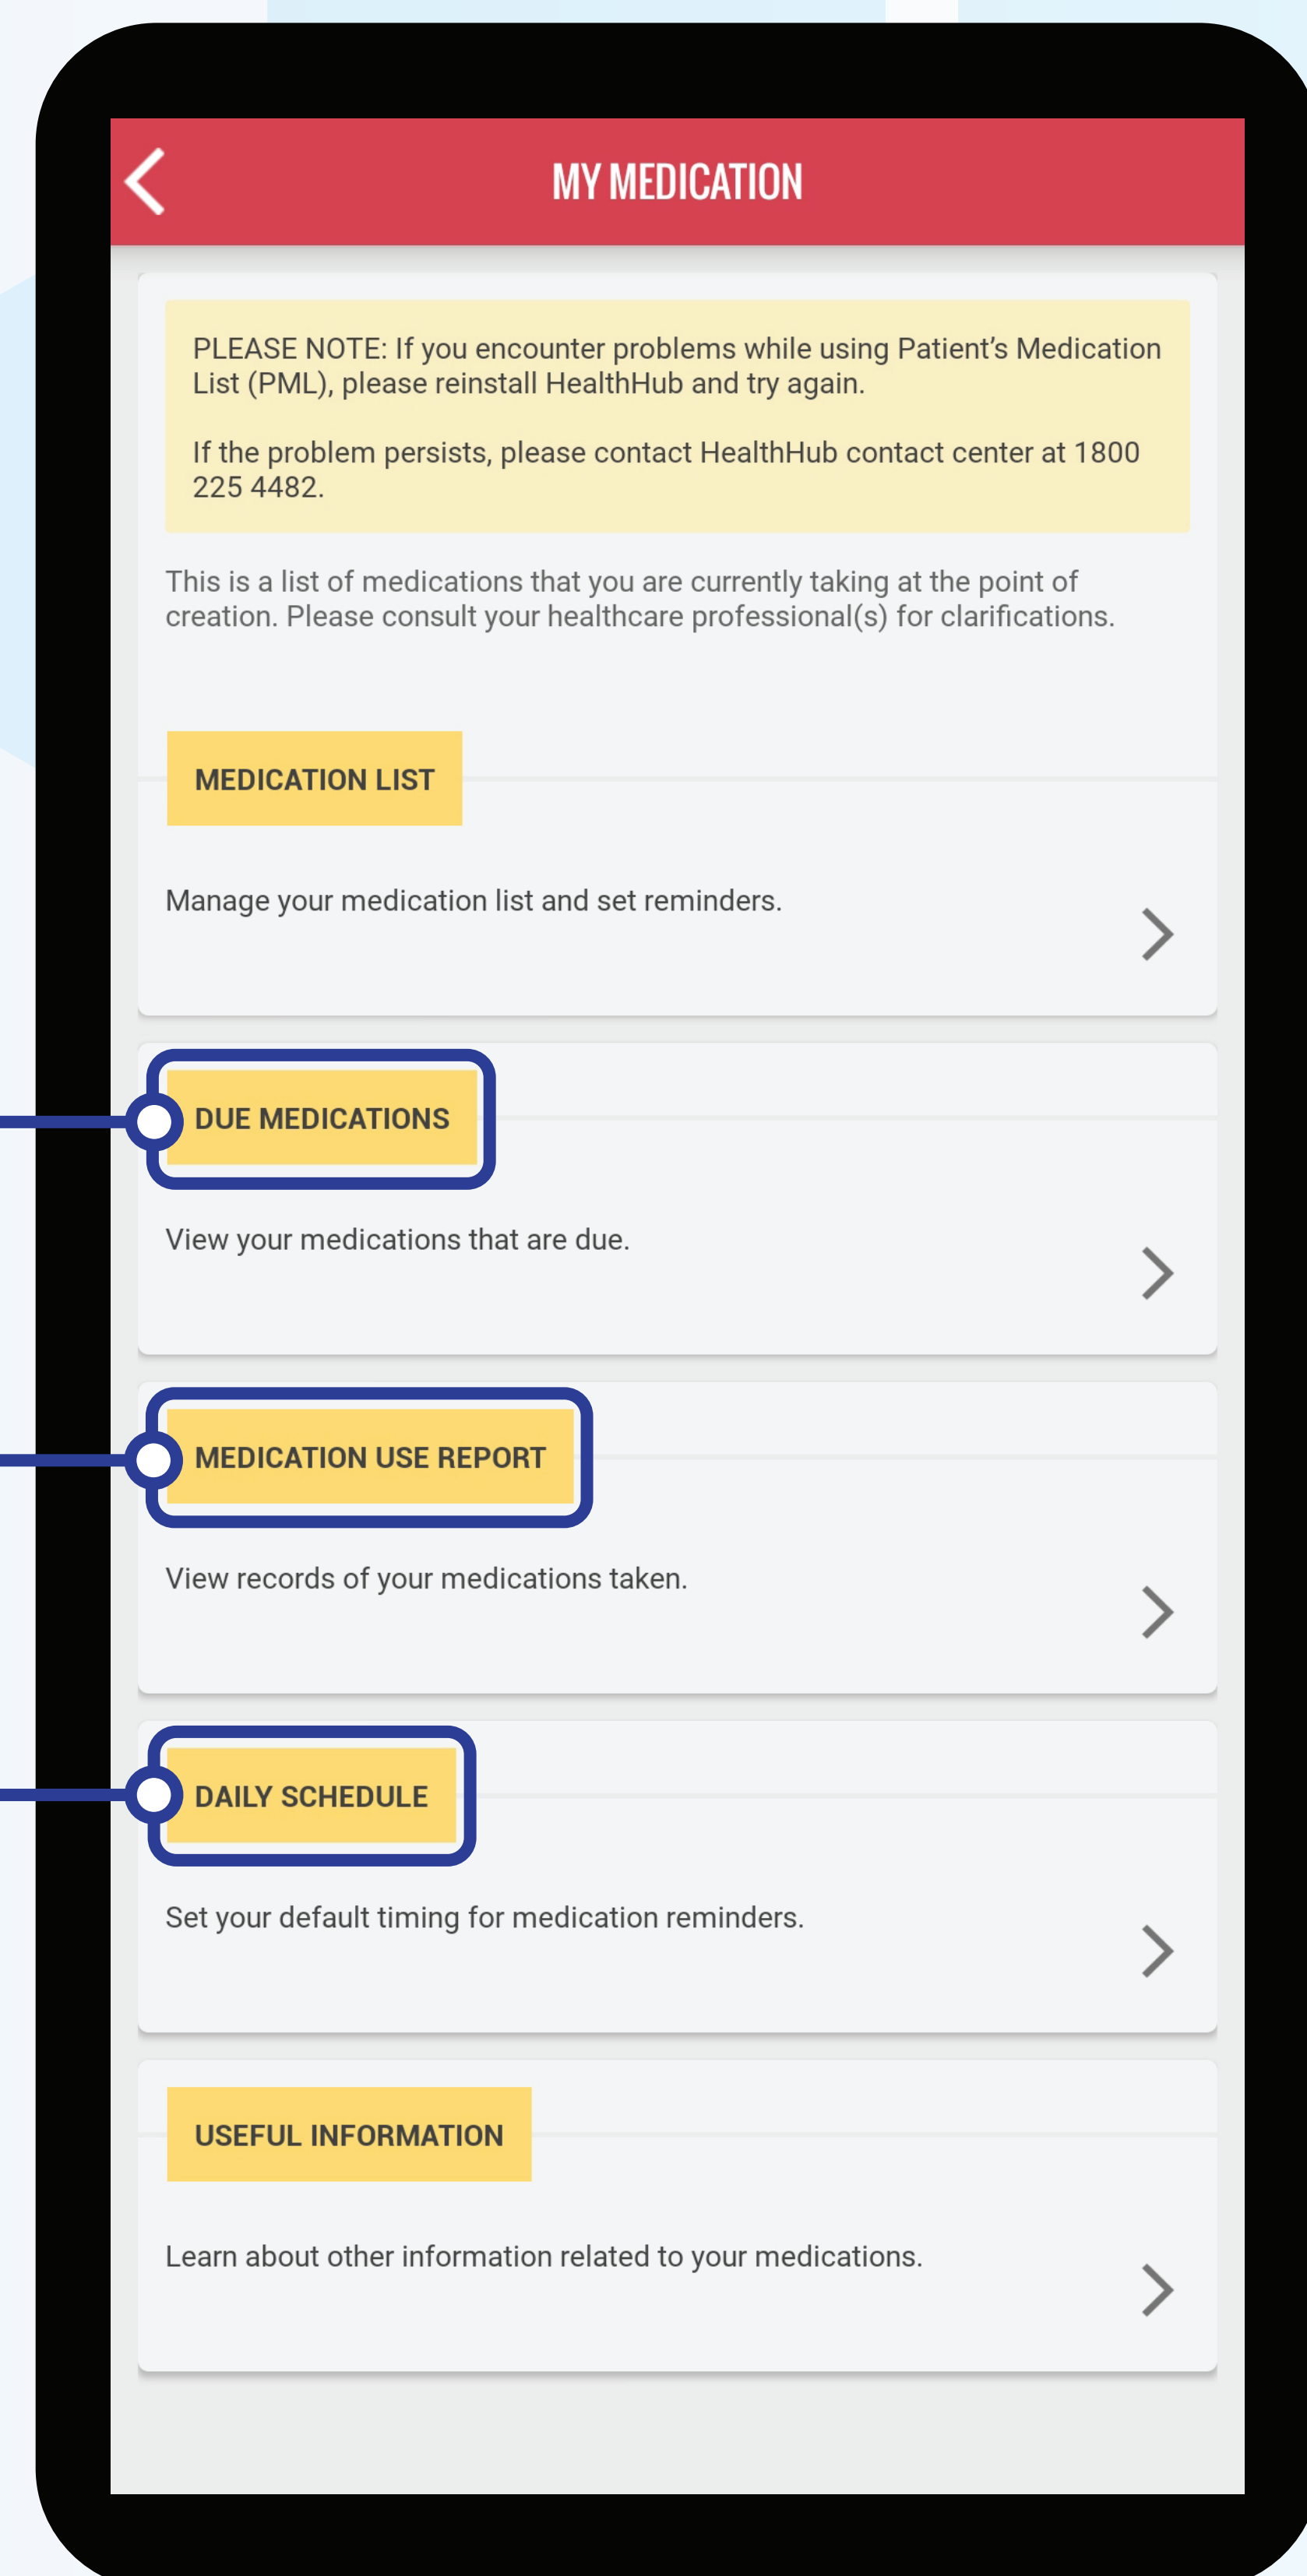 MY MEDICATION
PLEASE NOTE: If you encounter problems while using Patient’s Medication
List (PML), please reinstall HealthHub and try again.
If the problem persists, please contact HealthHub contact center at 1800
225 4482.
This is a list of medications that you are currently taking at the point of
creation. Please consult your healthcare professional(s) for clarifications.
MEDICATION LIST
Manage your medication list and set reminders.
DUE MEDICATIONS
View your medications that are due.
MEDICATION USE REPORT
View records of your medications taken.
DAILY SCHEDULE
Set your default timing for medication reminders.
USEFUL INFORMATION
Learn about other information related to your medications.